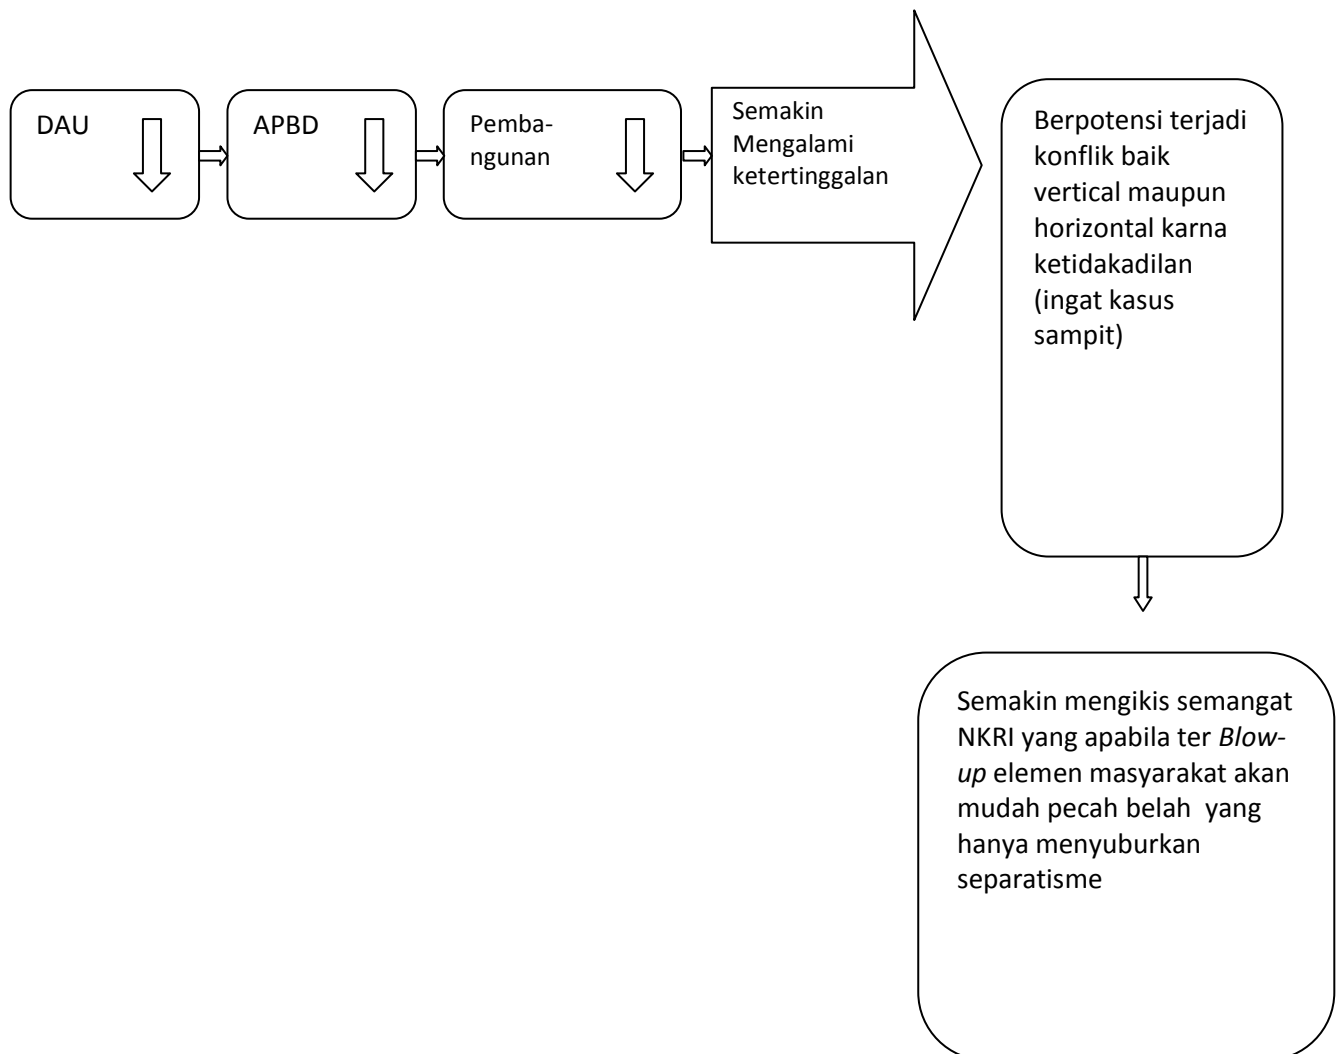 DAU
APBD
Pemba-
ngunan
Semakin
Mengalami
ketertinggalan
Berpotensi terjadi
konflik baik
vertical maupun
horizontal karna
ketidakadilan
(ingat kasus
sampit)
Semakin mengikis semangat
NKRI yang apabila ter Blow-
up elemen masyarakat akan
mudah pecah belah  yang
hanya menyuburkan
separatisme